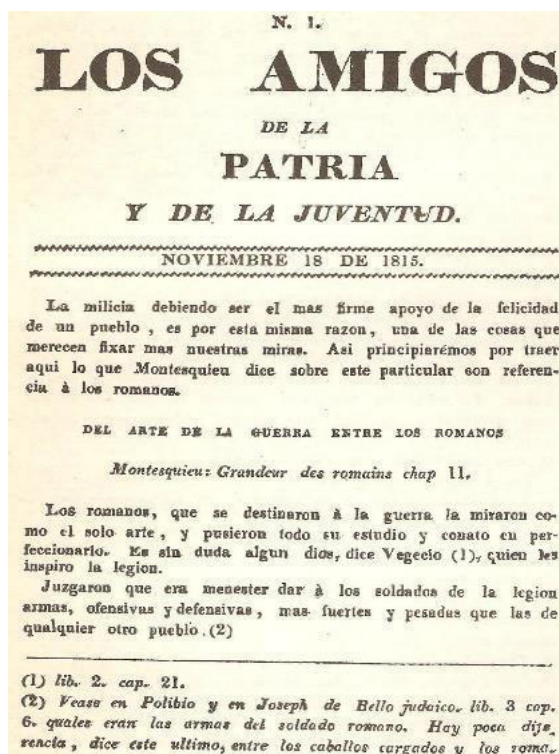 N. 1.
LOS AMIGOS
DE LA
PATRIA
Y DE LA JUVENTUD.
NOVIEMBRE 18 DE 1815.
La milicia debiendo ser el mas firme apoyo de la felicidad
de un pueblo , es por esta misma razon, una de las cosas que
merecen fixar mas nuestras miras. Asi principiarémos por traer
aqui lo que Montesquieu dice sobre este particular con referen-
cia à los romanos.
DEL ARTE DE LA GUERRA ENTRE LOS ROMANOS
Montesquieu: Grandeur des romains chap 11.
Los romanos, que se destinaron à la guerra la miraron co-
mo el solo arte, y pusieron todo su estudio y conato en per-
feccionarlo. Es sin duda algun dios, dice Vegecio (1), quien les
inspiro la legion.
Juzgaron que era menester dar à los soldados de la legion
armas, ofensivas y defensivas, mas fuertes y pesadas que las de
qualquier otro pueblo.(2)
(1) lib. 2. cap. 21.
(2) Vease en Polibio y en Joseph de Bello judaico. lib. 3 cap.
6. quales eran las armas del soldado romano. Hay poca dife-
rencia, dice este ultimo, entre los caballos cargados y los roma-